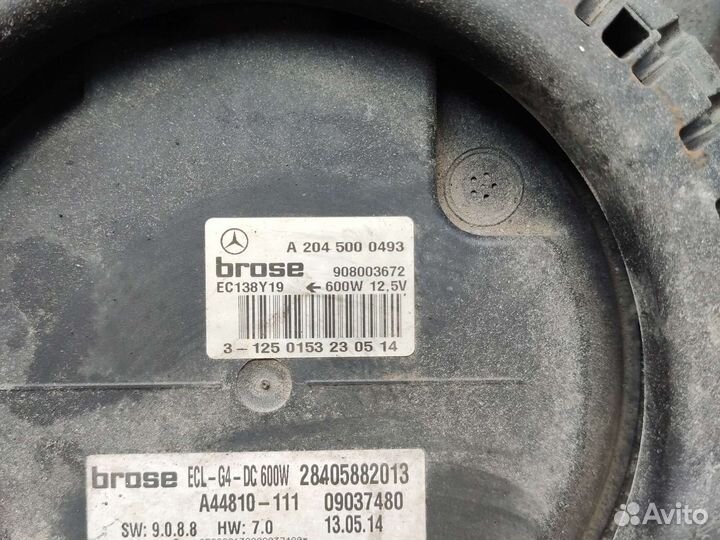 A 204 500 0493
brose 908003672
EC138Y19 ← 600W 12,5V
3-125 0153 23 05 14
brose ECL-G4-DC 600W 28405882013
A44810-111 09037480
SW: 9.0.8.8 HW: 7.0 13.05.14
Avito